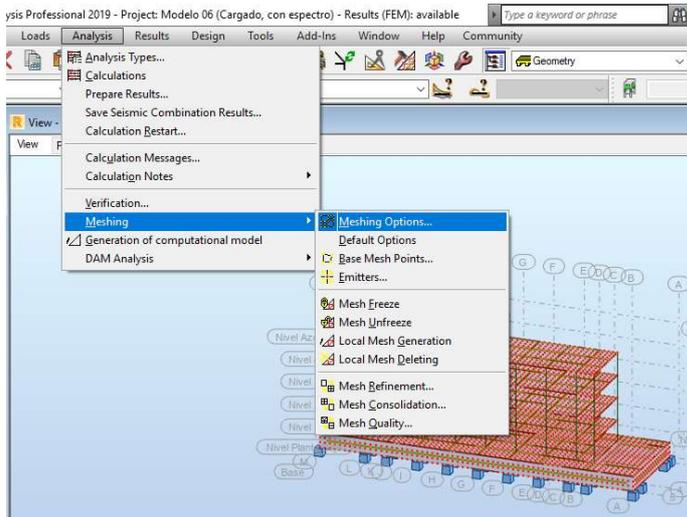 ysis Professional 2019 - Project: Modelo 06 (Cargado, con espectro) - Results (FEM): available
Type a keyword or phrase
Loads Analysis Results Design Tools Add-Ins Window Help Community
Analysis Types...
Geometry
Calculations
Prepare Results...
Save Seismic Combination Results...
Calculation Restart...
View -
View
Calculation Messages...
Calculation Notes
Verification...
Meshing
Meshing Options...
Generation of computational model
Default Options
DAM Analysis
Base Mesh Points...
Emitters...
G F E D C B A
Mesh Freeze
Mesh Unfreeze
Local Mesh Generation
Nivel Az
Local Mesh Deleting
Nivel
Nivel
Mesh Refinement...
Nivel
Mesh Consolidation...
Nivel
Mesh Quality...
Nivel Plant
M
Base
L K I H G F E D C B A